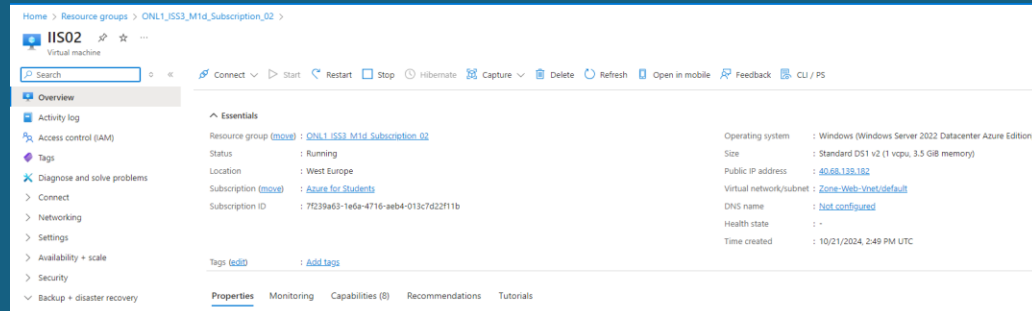 Home > Resource groups > ONL1_ISS3_M1d_Subscription_02 >
IIS02
Virtual machine
Search
Connect Start Restart Stop Hibernate Capture Delete Refresh Open in mobile Feedback CLI / PS
Overview
Activity log
Access control (IAM)
Tags
Diagnose and solve problems
Connect
Networking
Settings
Availability + scale
Security
Backup + disaster recovery
Essentials
Resource group (move) : ONL1_ISS3_M1d_Subscription_02
Status : Running
Location : West Europe
Subscription (move) : Azure for Students
Subscription ID : 7f239a63-1e6a-4716-aeb4-013c7d22f11b
Operating system : Windows (Windows Server 2022 Datacenter Azure Edition
Size : Standard DS1 v2 (1 vcpu, 3.5 GiB memory)
Public IP address : 40.68.139.182
Virtual network/subnet : Zone-Web-Vnet/default
DNS name : Not configured
Health state : -
Time created : 10/21/2024, 2:49 PM UTC
Tags (edit) : Add tags
Properties Monitoring Capabilities (8) Recommendations Tutorials